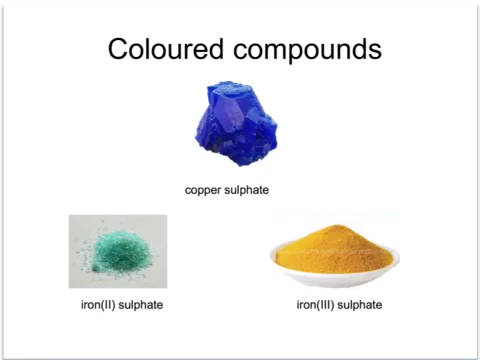 Coloured compounds
copper sulphate
iron(II) sulphate
iron(III) sulphate